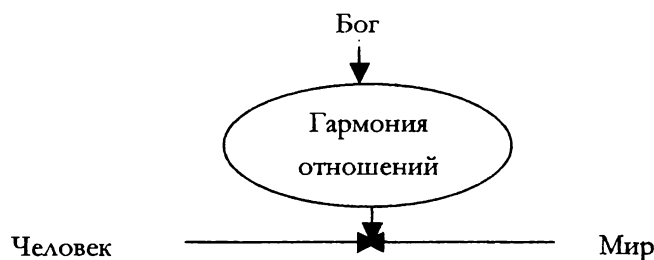 Бог
Гармония
отношений
Человек Мир